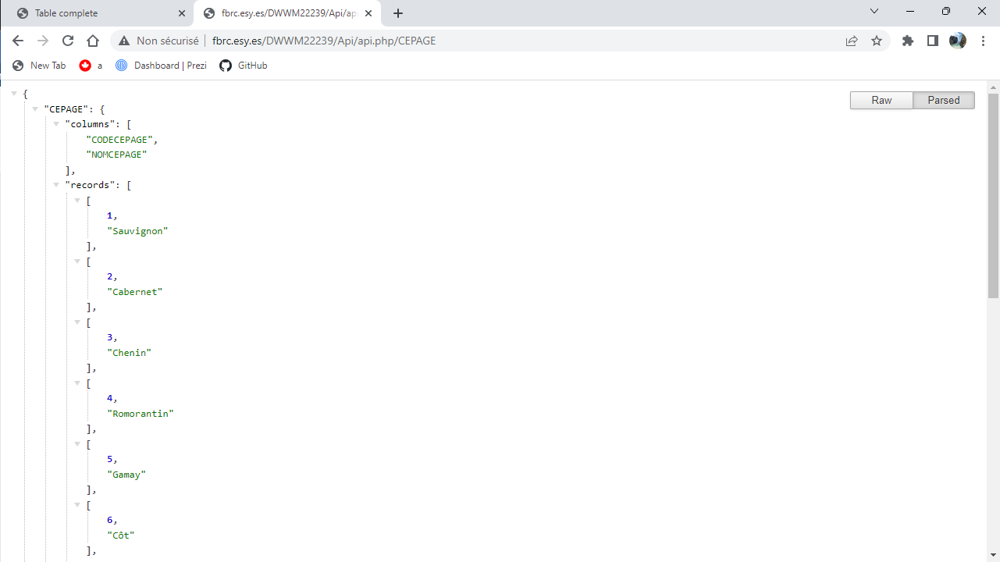 Table complete
fbrc.esy.es/DWWM22239/Api/ap
Non sécurisé
fbrc.esy.es/DWWM22239/Api/api.php/CEPAGE
New Tab
a
Dashboard | Prezi
GitHub
Raw
Parsed
{
"CEPAGE": {
"columns": [
"CODECEPAGE",
"NOMCEPAGE"
],
"records": [
[
1,
"Sauvignon"
],
[
2,
"Cabernet"
],
[
3,
"Chenin"
],
[
4,
"Romorantin"
],
[
5,
"Gamay"
],
[
6,
"Côt"
],